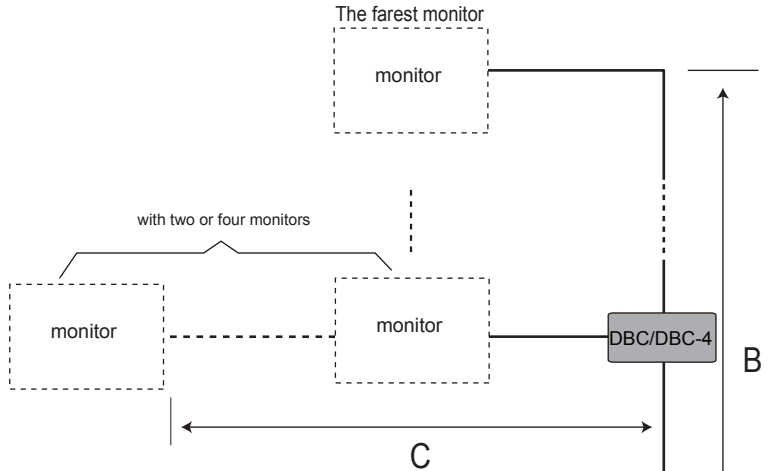 The farest monitor
monitor
with two or four monitors
monitor
monitor
DBC/DBC-4
B
C